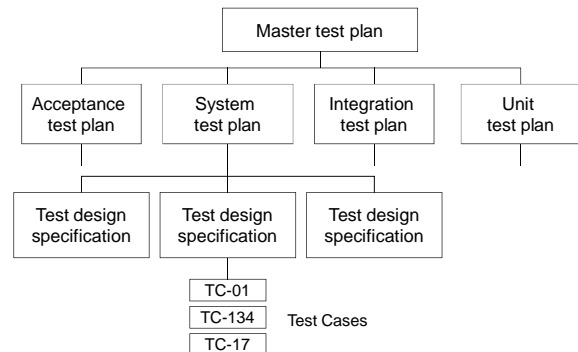 Master test plan
Acceptance
test plan
System
test plan
Integration
test plan
Unit
test plan
Test design
specification
Test design
specification
Test design
specification
TC-01
TC-134
Test Cases
TC-17